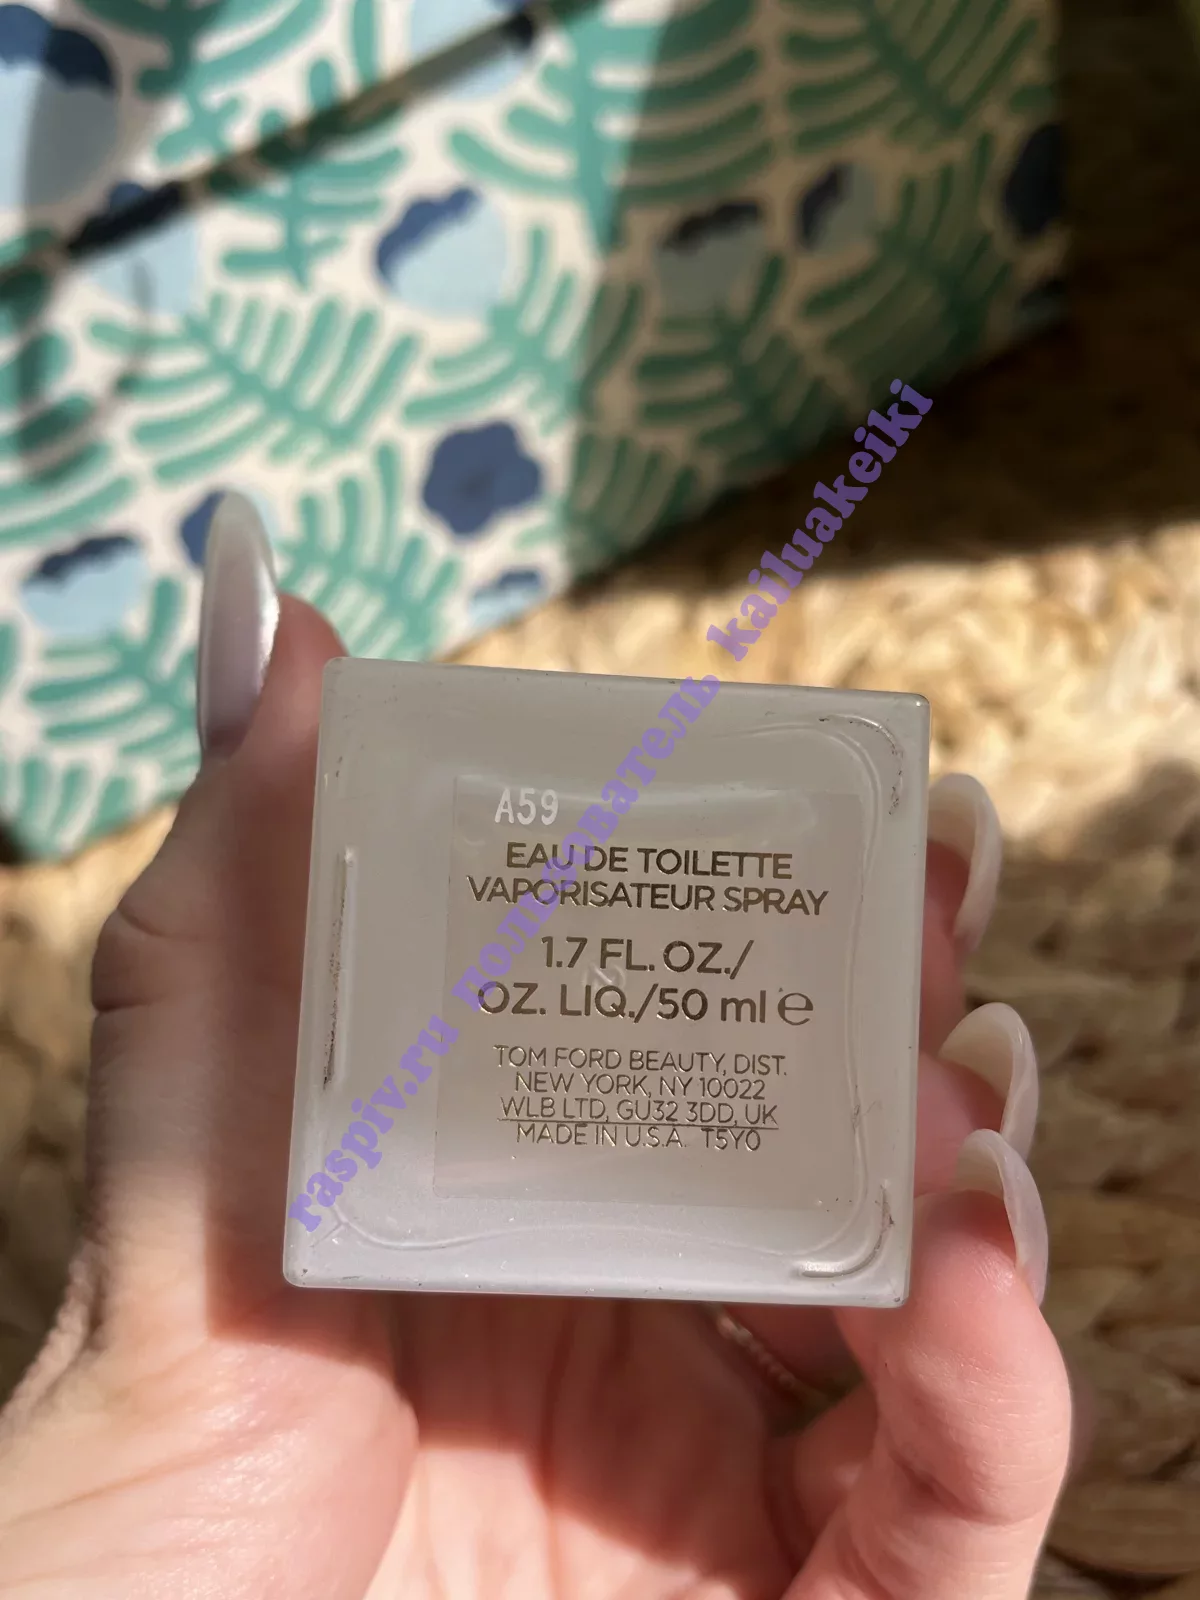 A59
EAU DE TOILETTE
VAPORISATEUR SPRAY
1.7 FL. OZ./
OZ. LIQ./50 ml e
TOM FORD BEAUTY, DIST.
NEW YORK, NY 10022
WLB LTD, GU32 3DD, UK
MADE IN U.S.A. T5Y0
raspiv.ru пользователь kailuakeiki